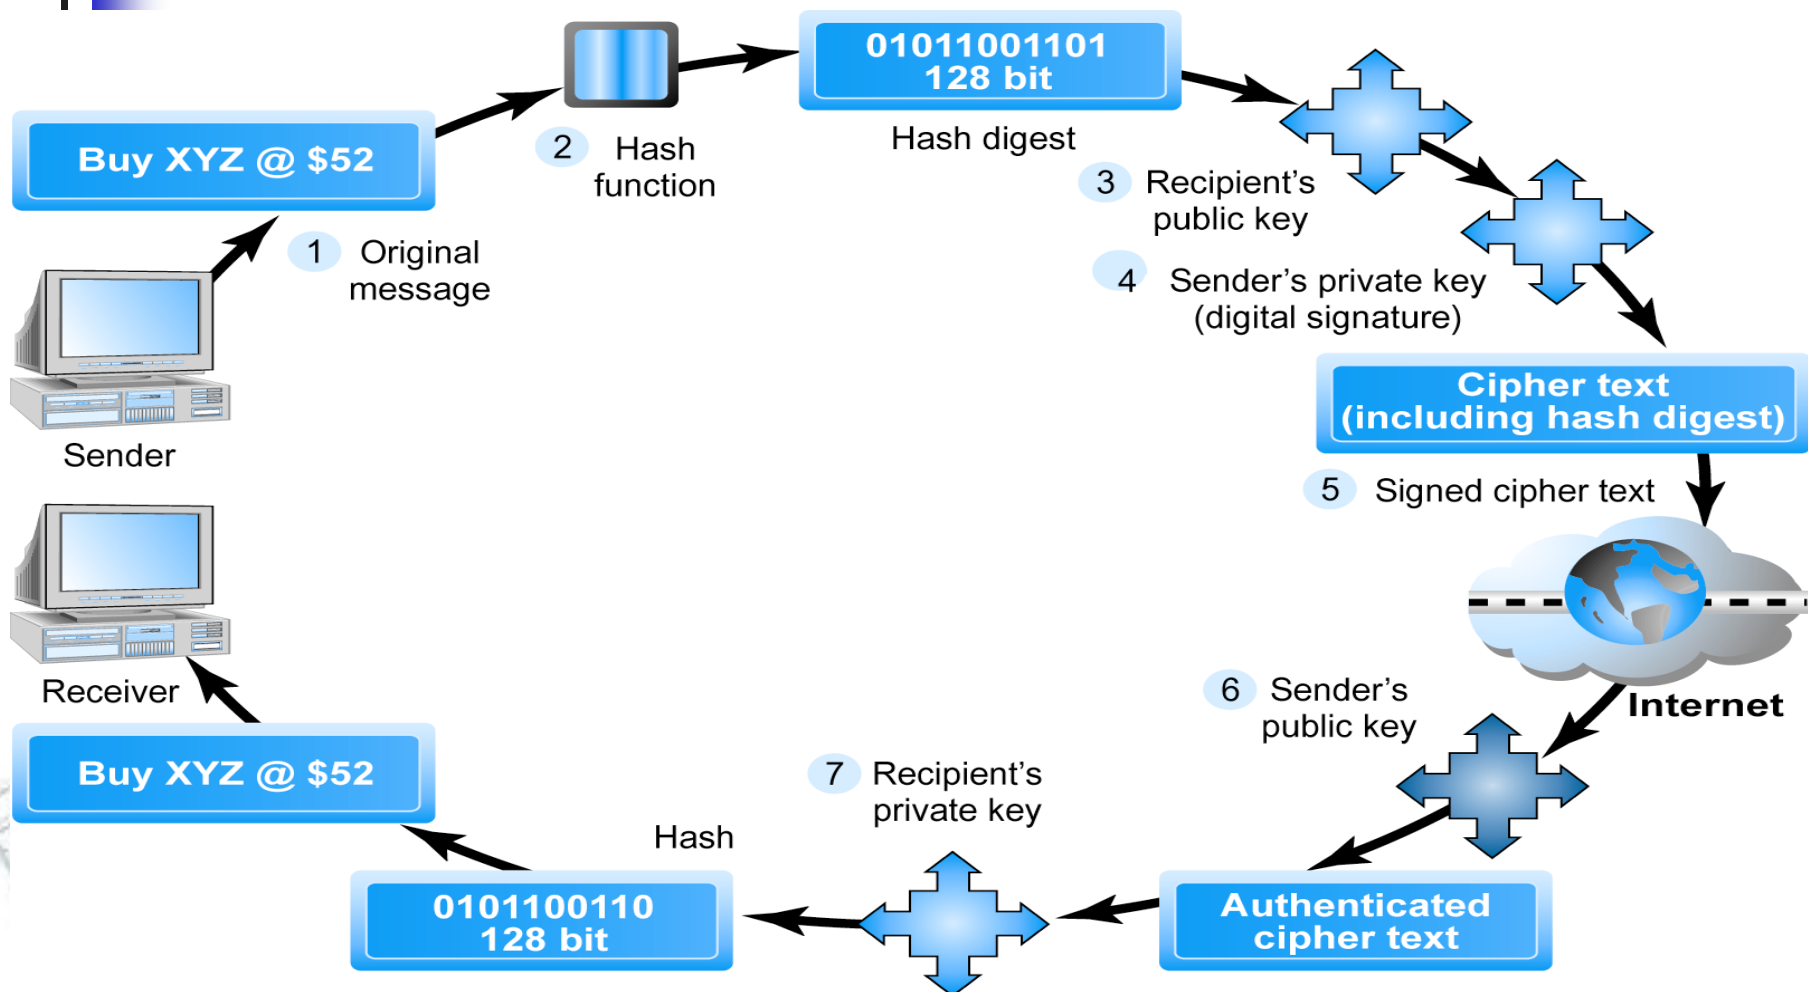 Buy XYZ @ $52
1 Original
message
Sender
2 Hash
function
01011001101
128 bit
Hash digest
3 Recipient's
public key
4 Sender's private key
(digital signature)
Cipher text
(including hash digest)
5 Signed cipher text
Internet
6 Sender's
public key
Authenticated
cipher text
7 Recipient's
private key
Hash
0101100110
128 bit
Buy XYZ @ $52
Receiver